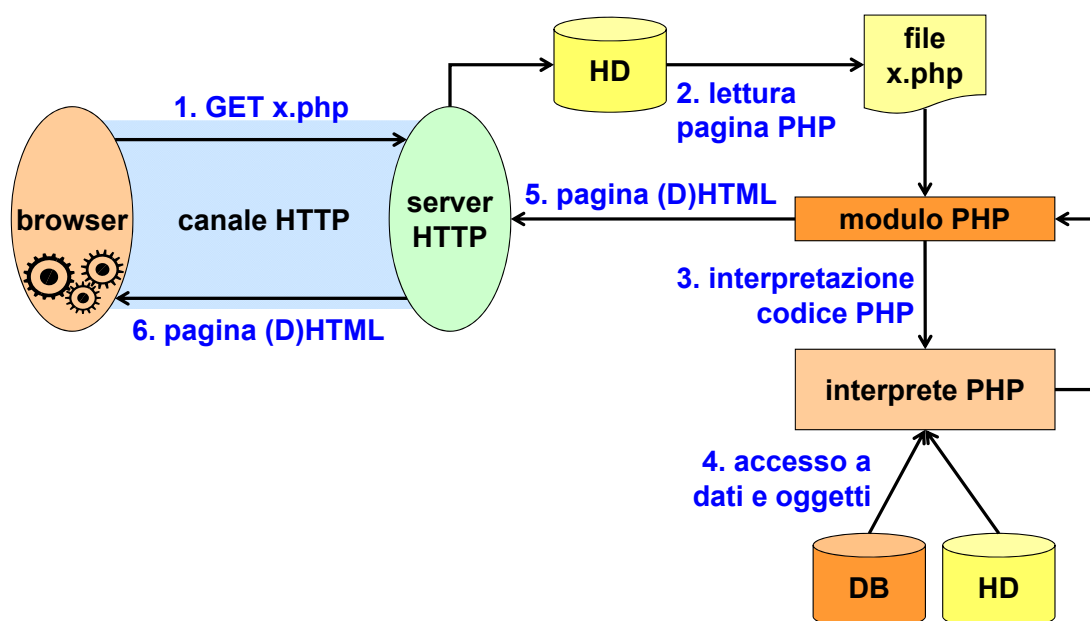 file
x.php
HD
1. GET x.php
2. lettura
pagina PHP
browser
canale HTTP
server
HTTP
5. pagina (D)HTML
modulo PHP
3. interpretazione
codice PHP
6. pagina (D)HTML
interprete PHP
4. accesso a
dati e oggetti
DB
HD